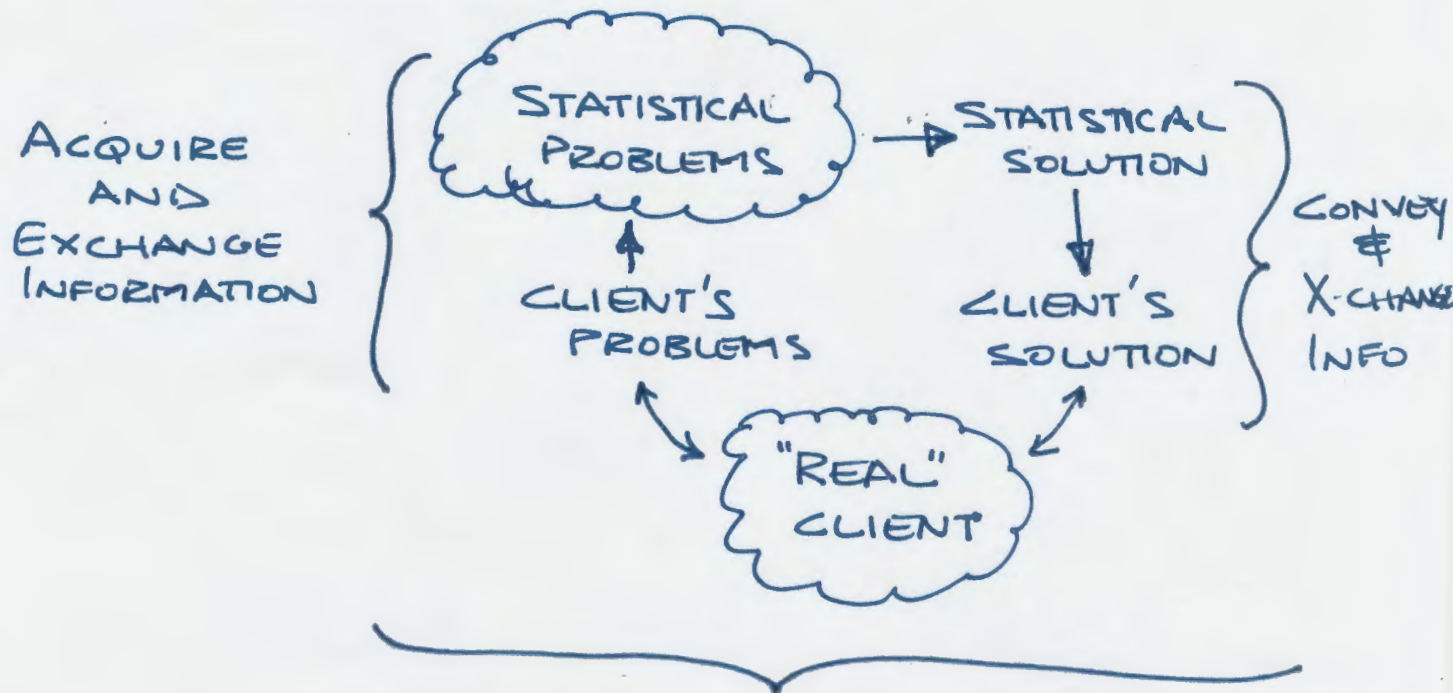 ACQUIRE
AND
EXCHANGE
INFORMATION
STATISTICAL
PROBLEMS
STATISTICAL
SOLUTION
CLIENT'S
PROBLEMS
CLIENT'S
SOLUTION
"REAL"
CLIENT
CONVEY
&
X-CHANGE
INFO